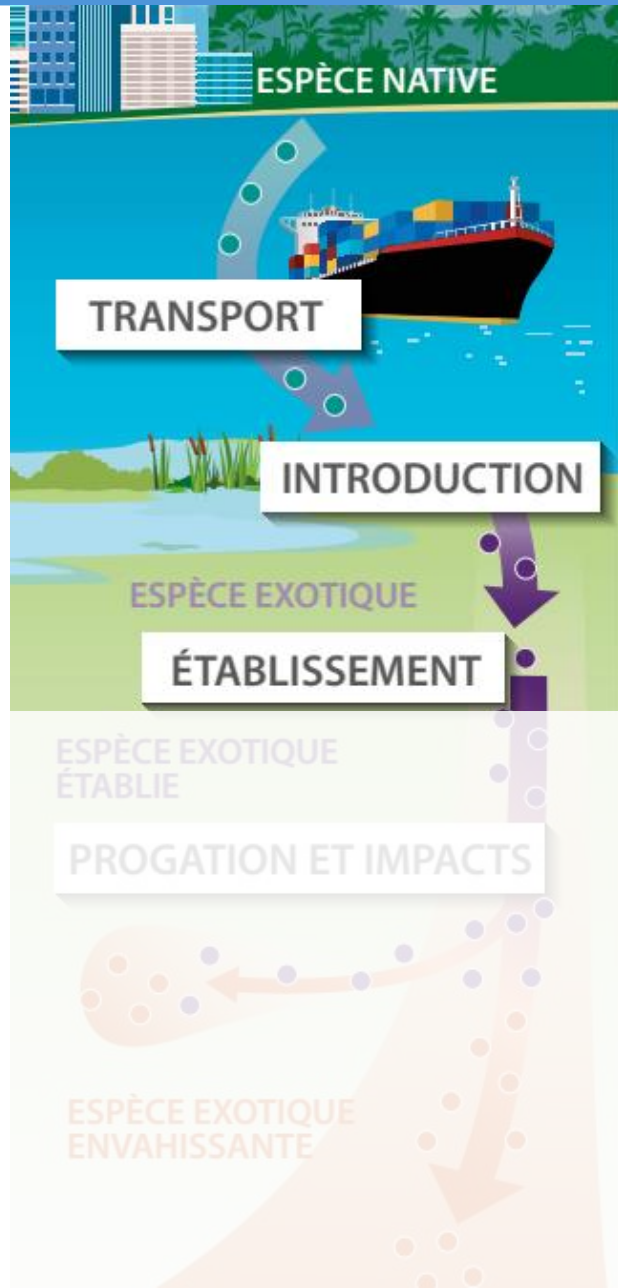 ESPÈCE NATIVE
TRANSPORT
INTRODUCTION
ESPÈCE EXOTIQUE
ÉTABLISSEMENT
ESPÈCE EXOTIQUE
ÉTABLIE
PROGATION ET IMPACTS
ESPÈCE EXOTIQUE
ENVAHISSANTE